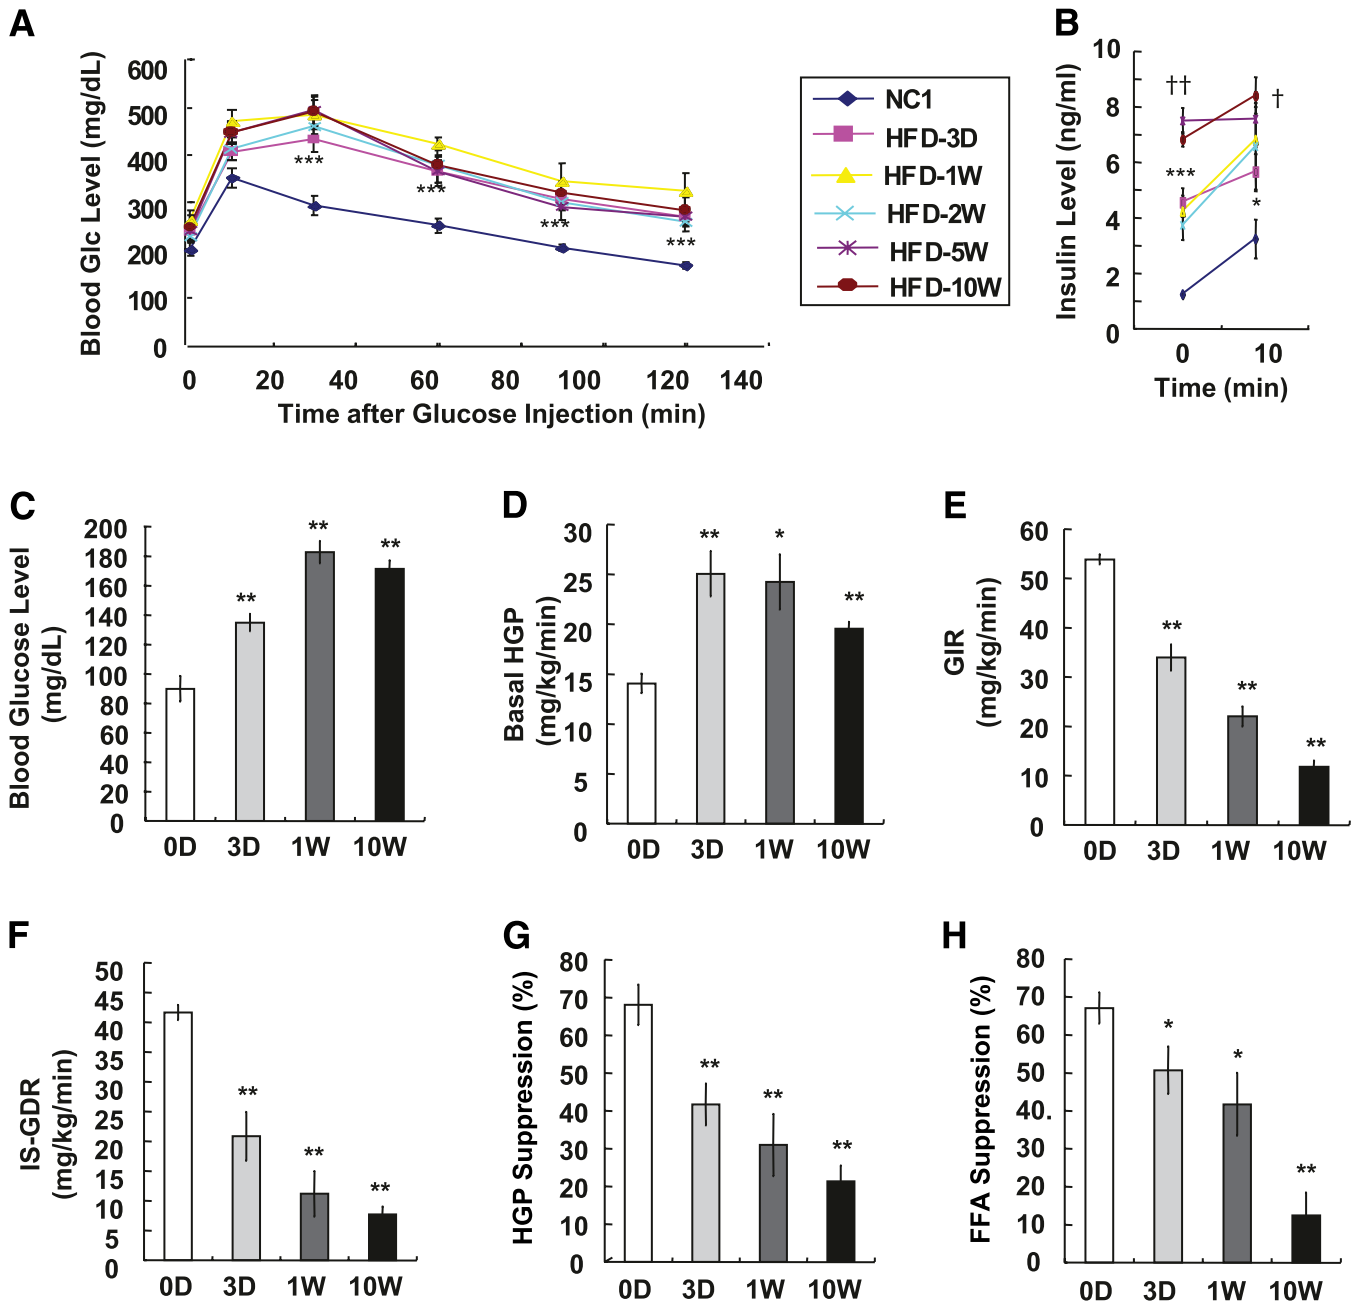 A
Blood Glc Level (mg/dL)
600
500
400
300
200
100
0
***
***
***
***
0 20 40 60 80 100 120 140
Time after Glucose Injection (min)
NC1
HFD-3D
HFD-1W
HFD-2W
HFD-5W
HFD-10W
B
Insulin Level (ng/ml)
10
8
6
4
2
0
††
†
***
*
0 10
Time (min)
C
Blood Glucose Level
(mg/dL)
200
180
160
140
120
100
80
60
40
20
0
**
**
**
0D 3D 1W 10W
D
Basal HGP
(mg/kg/min)
30
25
20
15
10
5
0
**
*
**
0D 3D 1W 10W
E
GIR
(mg/kg/min)
60
50
40
30
20
10
0
**
**
**
0D 3D 1W 10W
F
IS-GDR
(mg/kg/min)
50
45
40
35
30
25
20
15
10
5
0
**
**
**
0D 3D 1W 10W
G
HGP Suppression (%)
80
70
60
50
40
30
20
10
0
**
**
**
0D 3D 1W 10W
H
FFA Suppression (%)
80
70
60
50
40.
30
20
10
0
*
*
**
0D 3D 1W 10W